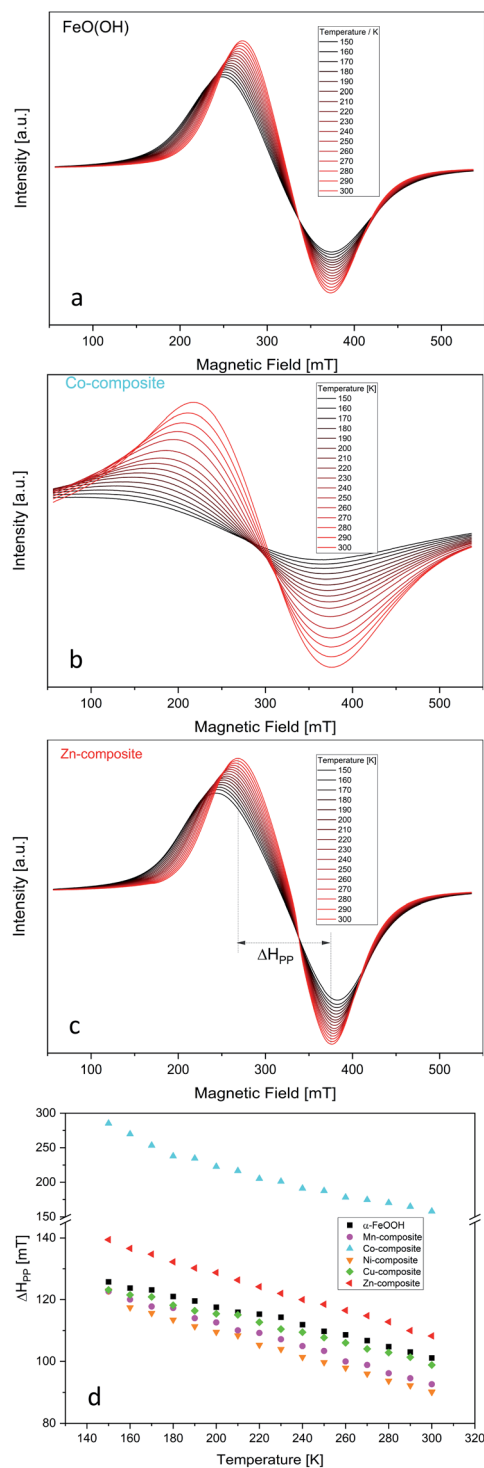 FeO(OH)
Temperature / K
150
160
170
180
190
200
210
220
230
240
250
260
270
280
290
300
Intensity [a.u.]
a
100 200 300 400 500
Magnetic Field [mT]
Co-composite
Temperature [K]
150
160
170
180
190
200
210
220
230
240
250
260
270
280
290
300
Intensity [a.u.]
b
100 200 300 400 500
Magnetic Field [mT]
Zn-composite
Temperature [K]
150
160
170
180
190
200
210
220
230
240
250
260
270
280
290
300
Intensity [a.u.]
ΔHPP
c
100 200 300 400 500
Magnetic Field [mT]
300
250
200
150
140
120
100
80
ΔHPP [mT]
α-FeOOH
Mn-composite
Co-composite
Ni-composite
Cu-composite
Zn-composite
d
140 160 180 200 220 240 260 280 300 320
Temperature [K]